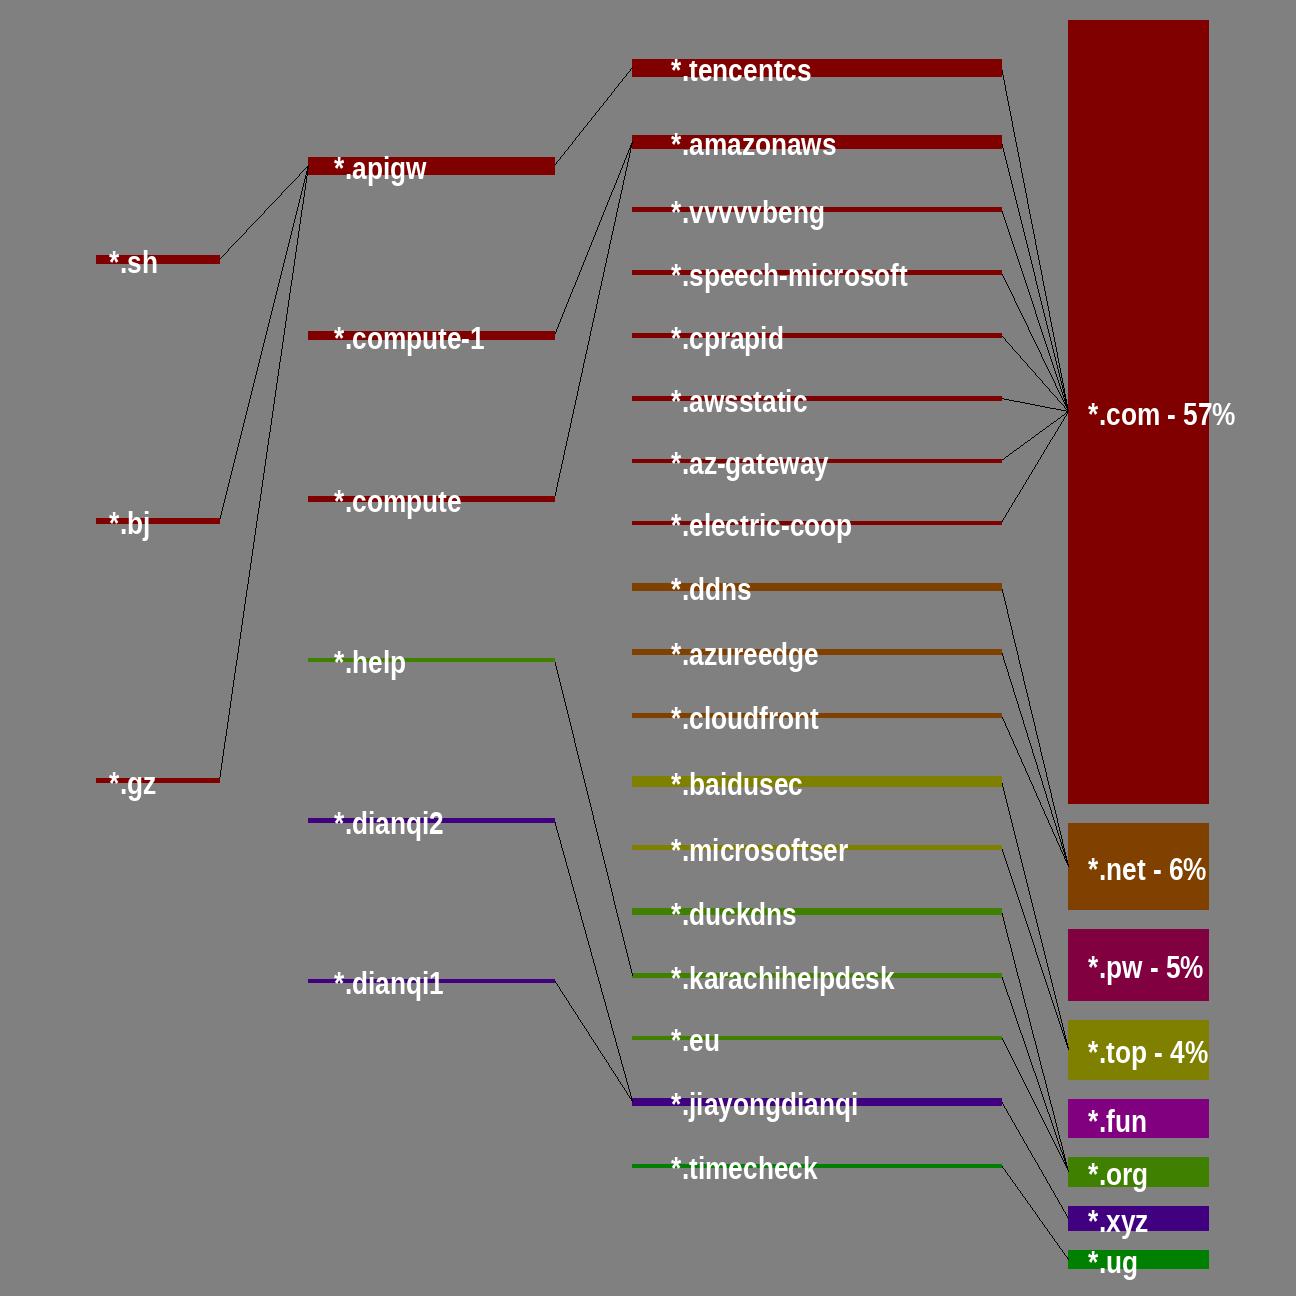 *.sh
*.bj
*.gz
*.apigw
*.compute-1
*.compute
*.help
*.dianqi2
*.dianqi1
*.tencentcs
*.amazonaws
*.vvvvvbeng
*.speech-microsoft
*.cprapid
*.awsstatic
*.az-gateway
*.electric-coop
*.ddns
*.azureedge
*.cloudfront
*.baidusec
*.microsoftser
*.duckdns
*.karachihelpdesk
*.eu
*.jiayongdianqi
*.timecheck
*.com - 57%
*.net - 6%
*.pw - 5%
*.top - 4%
*.fun
*.org
*.xyz
*.ug